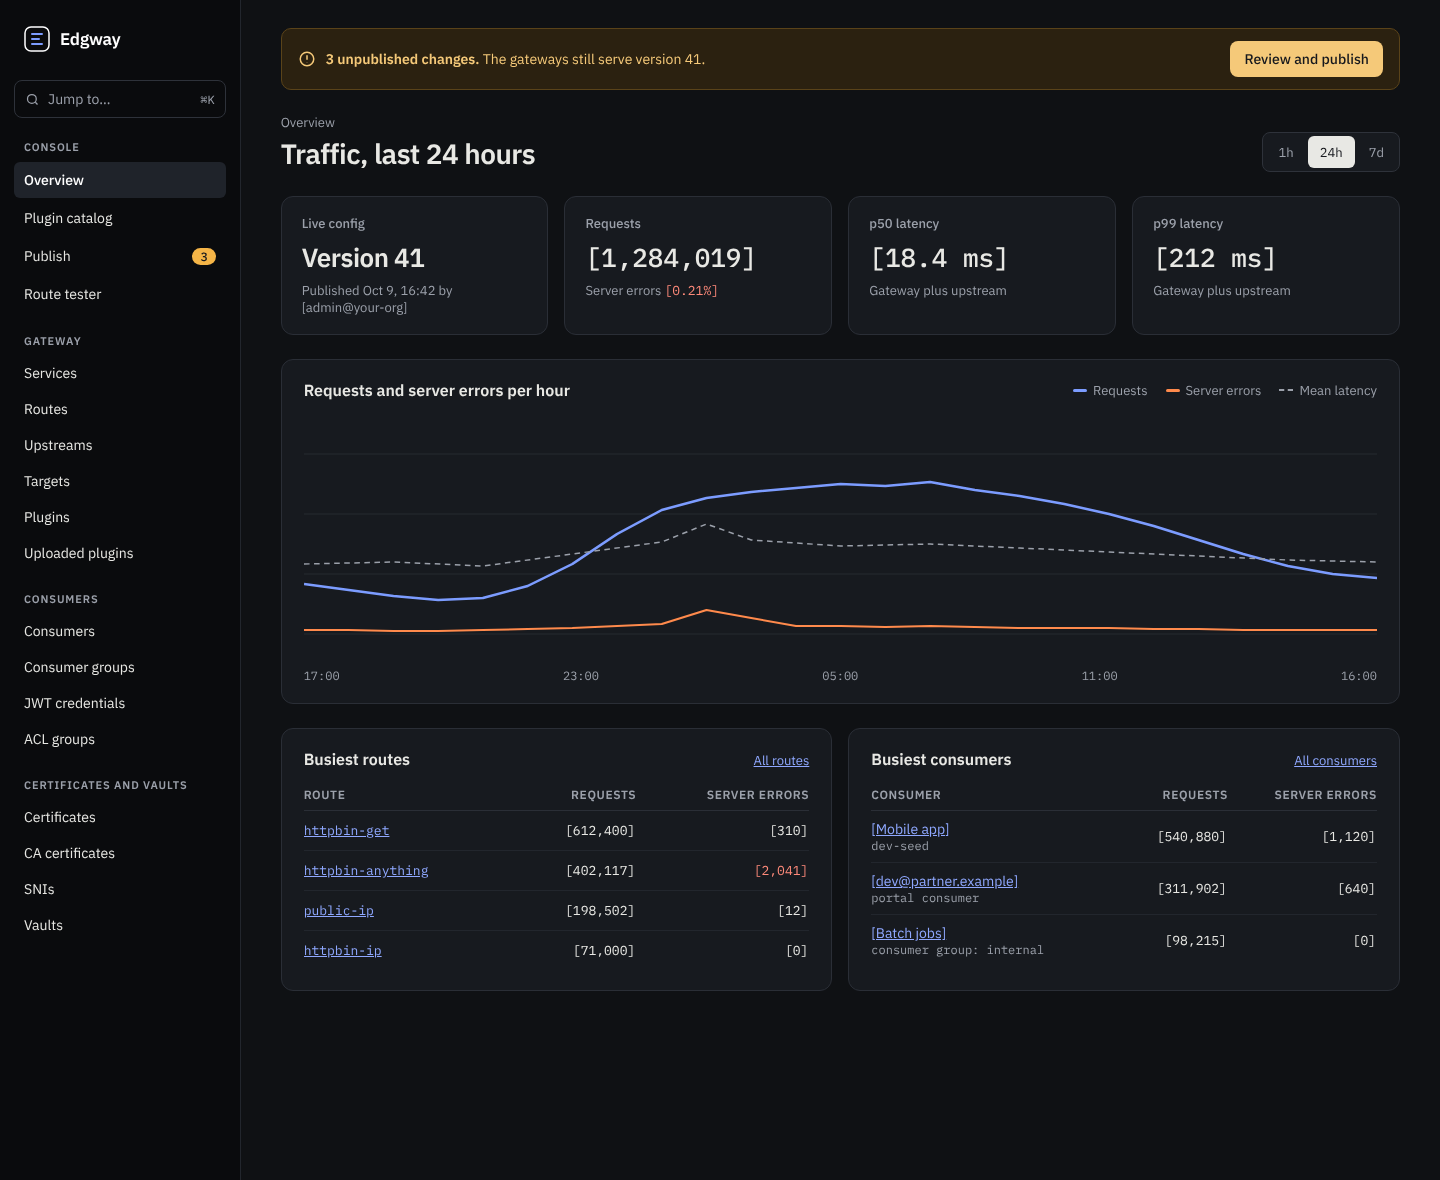 Edgway
Jump to...
⌘K
CONSOLE
Overview
Plugin catalog
Publish
3
Route tester
GATEWAY
Services
Routes
Upstreams
Targets
Plugins
Uploaded plugins
CONSUMERS
Consumers
Consumer groups
JWT credentials
ACL groups
CERTIFICATES AND VAULTS
Certificates
CA certificates
SNIs
Vaults
3 unpublished changes. The gateways still serve version 41.
Review and publish
Overview
Traffic, last 24 hours
1h 24h 7d
Live config
Version 41
Published Oct 9, 16:42 by
[admin@your-org]
Requests
[1,284,019]
Server errors [0.21%]
p50 latency
[18.4 ms]
Gateway plus upstream
p99 latency
[212 ms]
Gateway plus upstream
Requests and server errors per hour
Requests Server errors Mean latency
17:00 23:00 05:00 11:00 16:00
Busiest routes
All routes
ROUTE REQUESTS SERVER ERRORS
httpbin-get [612,400] [310]
httpbin-anything [402,117] [2,041]
public-ip [198,502] [12]
httpbin-ip [71,000] [0]
Busiest consumers
All consumers
CONSUMER REQUESTS SERVER ERRORS
[Mobile app] [540,880] [1,120]
dev-seed
[dev@partner.example] [311,902] [640]
portal consumer
[Batch jobs] [98,215] [0]
consumer group: internal